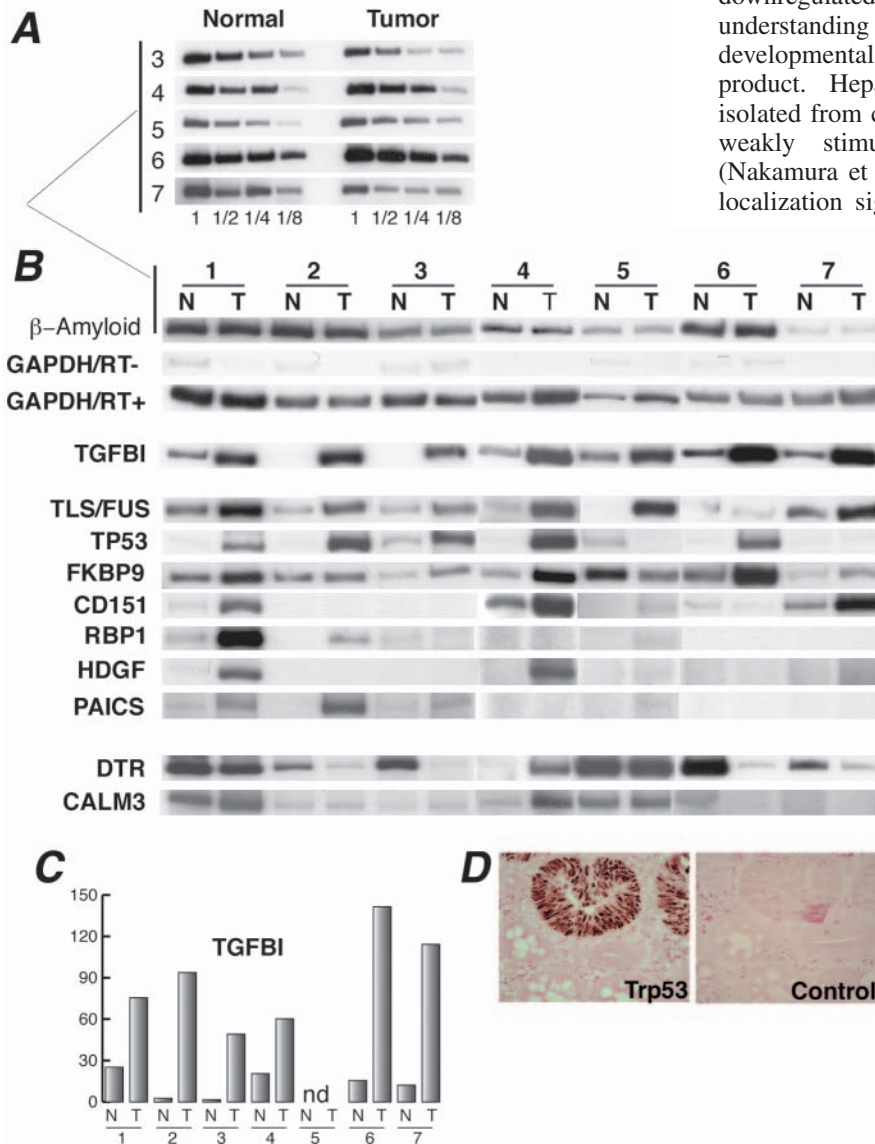 downregulated
understanding
developmental
product. Hepa
isolated from c
weakly stimu
(Nakamura et
localization sig
A
Normal Tumor
3
4
5
6
7
1 1/2 1/4 1/8 1 1/2 1/4 1/8
B
1 2 3 4 5 6 7
N T N T N T N T N T N T N T
β–Amyloid
GAPDH/RT-
GAPDH/RT+
TGFBI
TLS/FUS
TP53
FKBP9
CD151
RBP1
HDGF
PAICS
DTR
CALM3
C
150
120
90
60
30
0
TGFBI
nd
N T N T N T N T N T N T N T
1 2 3 4 5 6 7
D
Trp53 Control